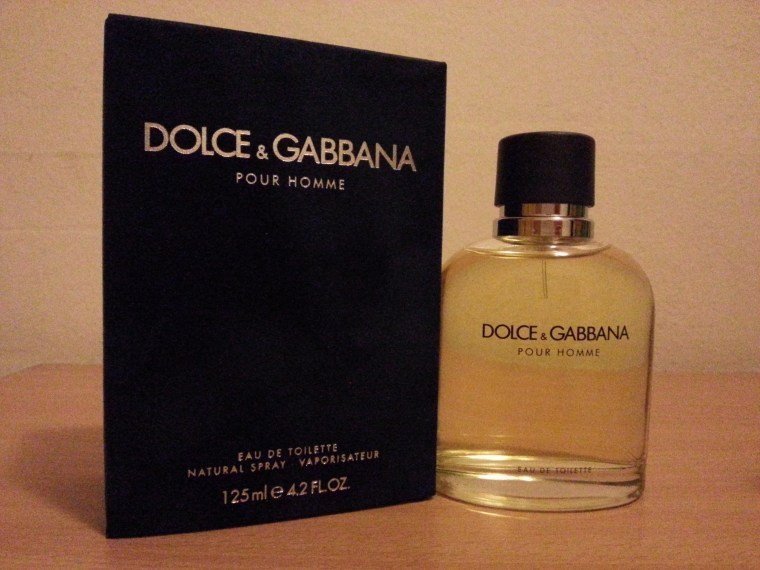 DOLCE & GABBANA
POUR HOMME
EAU DE TOILETTE
NATURAL SPRAY VAPORISATEUR
125 ml ℮ 4.2 FL.OZ.
DOLCE & GABBANA
POUR HOMME
EAU DE TOILETTE